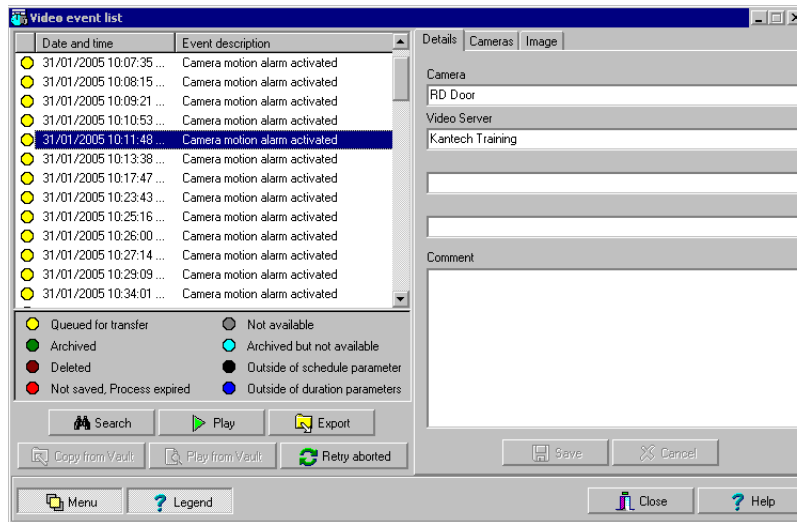 Video event list
Date and time Event description
31/01/2005 10:07:35 ... Camera motion alarm activated
31/01/2005 10:08:15 ... Camera motion alarm activated
31/01/2005 10:09:21 ... Camera motion alarm activated
31/01/2005 10:10:53 ... Camera motion alarm activated
31/01/2005 10:11:48 ... Camera motion alarm activated
31/01/2005 10:13:38 ... Camera motion alarm activated
31/01/2005 10:17:47 ... Camera motion alarm activated
31/01/2005 10:23:43 ... Camera motion alarm activated
31/01/2005 10:25:16 ... Camera motion alarm activated
31/01/2005 10:26:00 ... Camera motion alarm activated
31/01/2005 10:27:14 ... Camera motion alarm activated
31/01/2005 10:29:09 ... Camera motion alarm activated
31/01/2005 10:34:01 ... Camera motion alarm activated
Queued for transfer Not available
Archived Archived but not available
Deleted Outside of schedule parameter
Not saved, Process expired Outside of duration parameters
Search Play Export
Copy from Vault Play from Vault Retry aborted
Details Cameras Image
Camera
RD Door
Video Server
Kantech Training
Comment
Save Cancel
Menu Legend Close Help